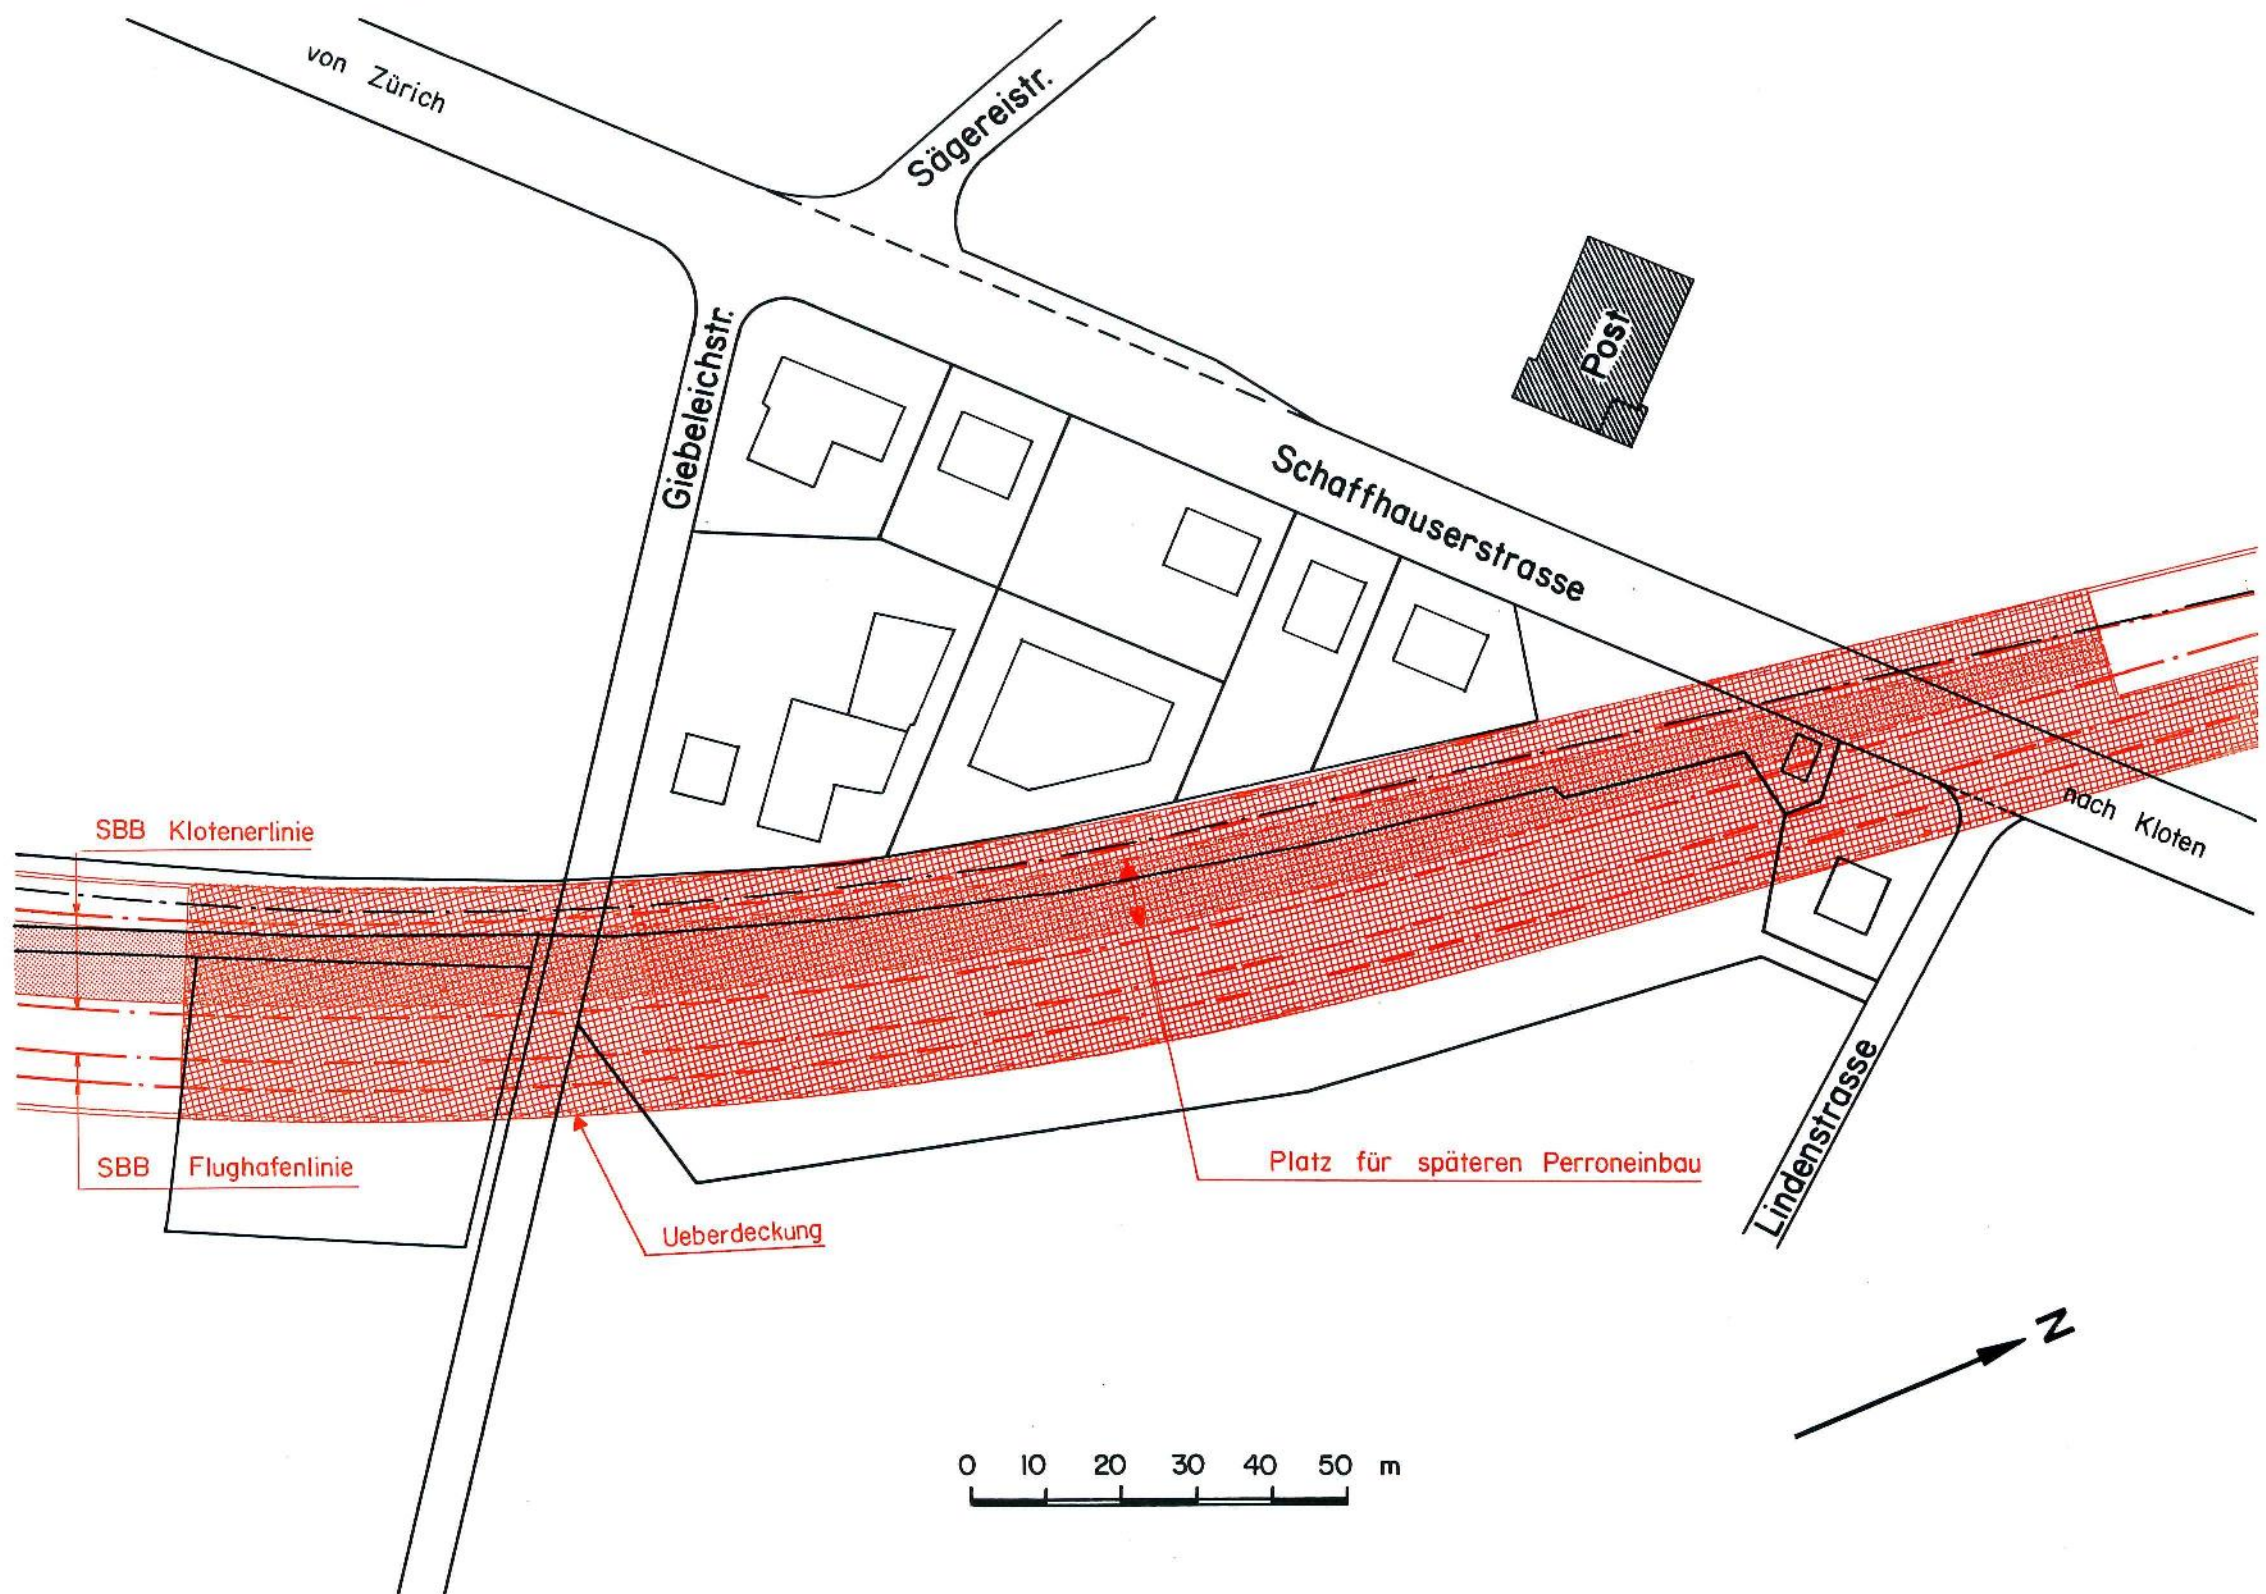 von Zürich
Sägereistr.
Post
Giebeleichstr.
Schaffhauserstrasse
nach Kloten
SBB Klotenerlinie
SBB Flughafenlinie
Platz für späteren Perroneinbau
Ueberdeckung
Lindenstrasse
N
0 10 20 30 40 50 m